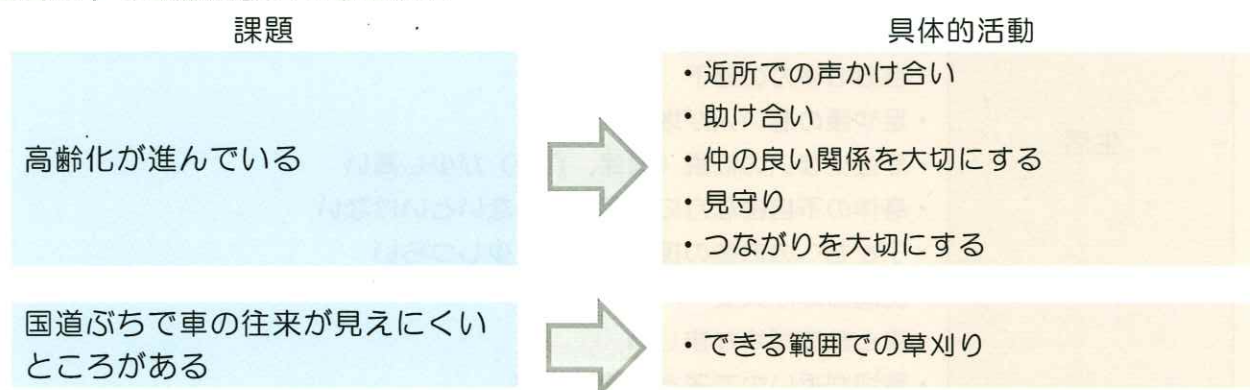 課題
具体的活動
高齢化が進んでいる
・近所での声かけ合い
・助け合い
・仲の良い関係を大切にする
・見守り
・つながりを大切にする
国道ぶちで車の往来が見えにくい
ところがある
・できる範囲での草刈り